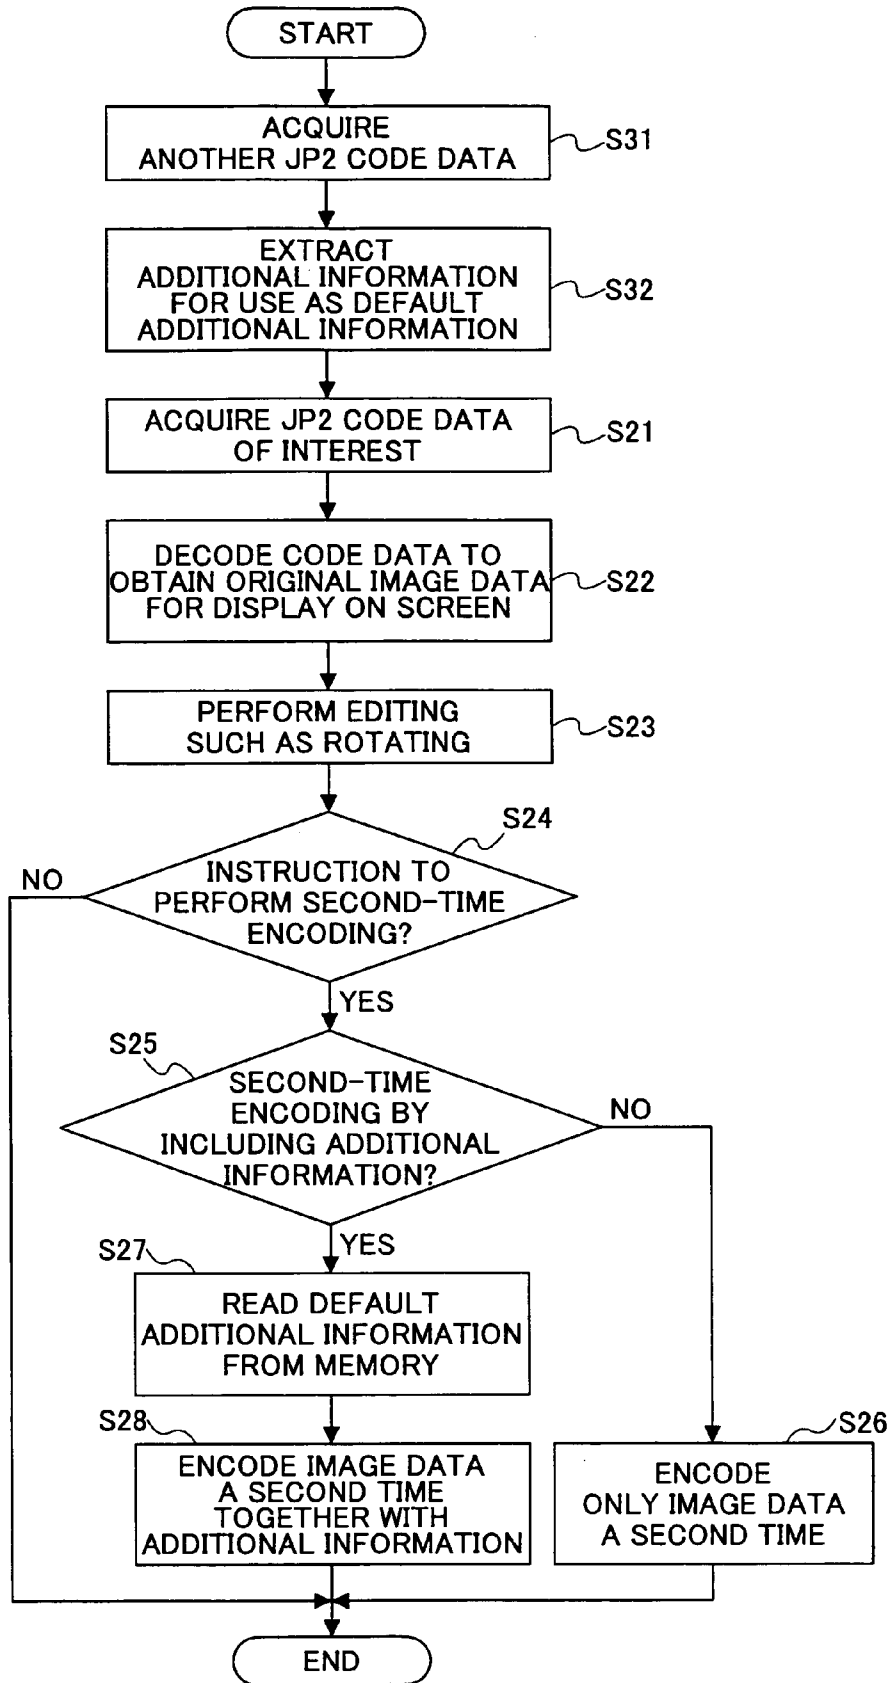 START
ACQUIRE
ANOTHER JP2 CODE DATA
S31
EXTRACT
ADDITIONAL INFORMATION
FOR USE AS DEFAULT
ADDITIONAL INFORMATION
S32
ACQUIRE JP2 CODE DATA
OF INTEREST
S21
DECODE CODE DATA TO
OBTAIN ORIGINAL IMAGE DATA
FOR DISPLAY ON SCREEN
S22
PERFORM EDITING
SUCH AS ROTATING
S23
S24
INSTRUCTION TO
PERFORM SECOND-TIME
ENCODING?
NO
YES
S25
SECOND-TIME
ENCODING BY
INCLUDING ADDITIONAL
INFORMATION?
NO
YES
S27
READ DEFAULT
ADDITIONAL INFORMATION
FROM MEMORY
S28
ENCODE IMAGE DATA
A SECOND TIME
TOGETHER WITH
ADDITIONAL INFORMATION
S26
ENCODE
ONLY IMAGE DATA
A SECOND TIME
END